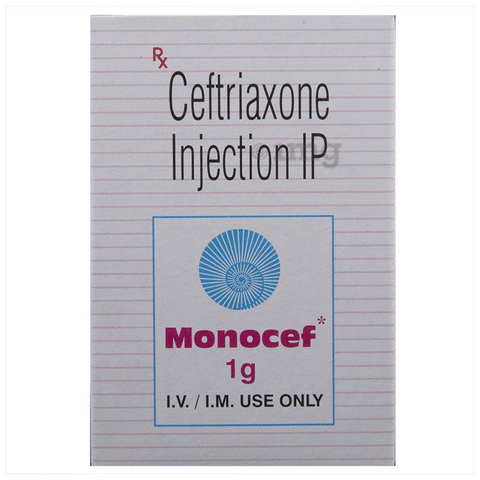 Rx
Ceftriaxone
Injection IP
Monocef*
1g
I.V. / I.M. USE ONLY